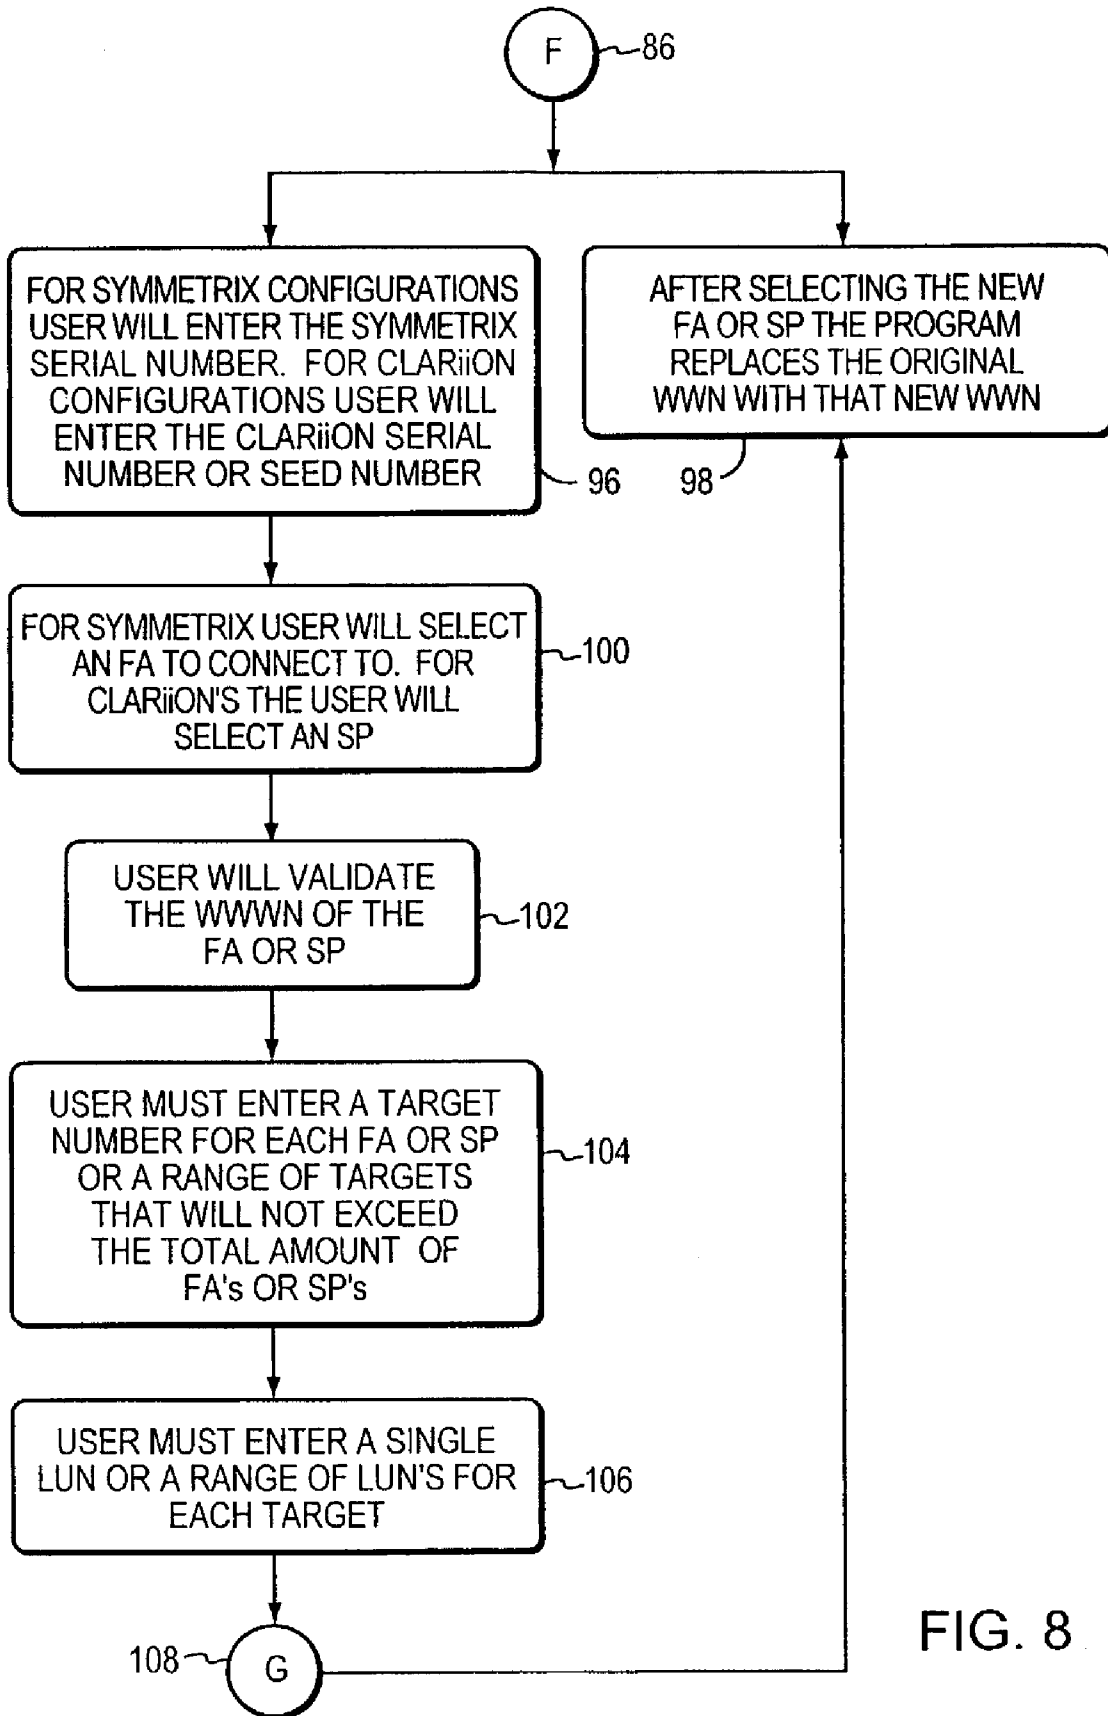 F
86
FOR SYMMETRIX CONFIGURATIONS
USER WILL ENTER THE SYMMETRIX
SERIAL NUMBER. FOR CLARiiON
CONFIGURATIONS USER WILL
ENTER THE CLARiiON SERIAL
NUMBER OR SEED NUMBER
96
AFTER SELECTING THE NEW
FA OR SP THE PROGRAM
REPLACES THE ORIGINAL
WWN WITH THAT NEW WWN
98
FOR SYMMETRIX USER WILL SELECT
AN FA TO CONNECT TO. FOR
CLARiiON'S THE USER WILL
SELECT AN SP
100
USER WILL VALIDATE
THE WWWN OF THE
FA OR SP
102
USER MUST ENTER A TARGET
NUMBER FOR EACH FA OR SP
OR A RANGE OF TARGETS
THAT WILL NOT EXCEED
THE TOTAL AMOUNT OF
FA's OR SP's
104
USER MUST ENTER A SINGLE
LUN OR A RANGE OF LUN'S FOR
EACH TARGET
106
108
G
FIG. 8